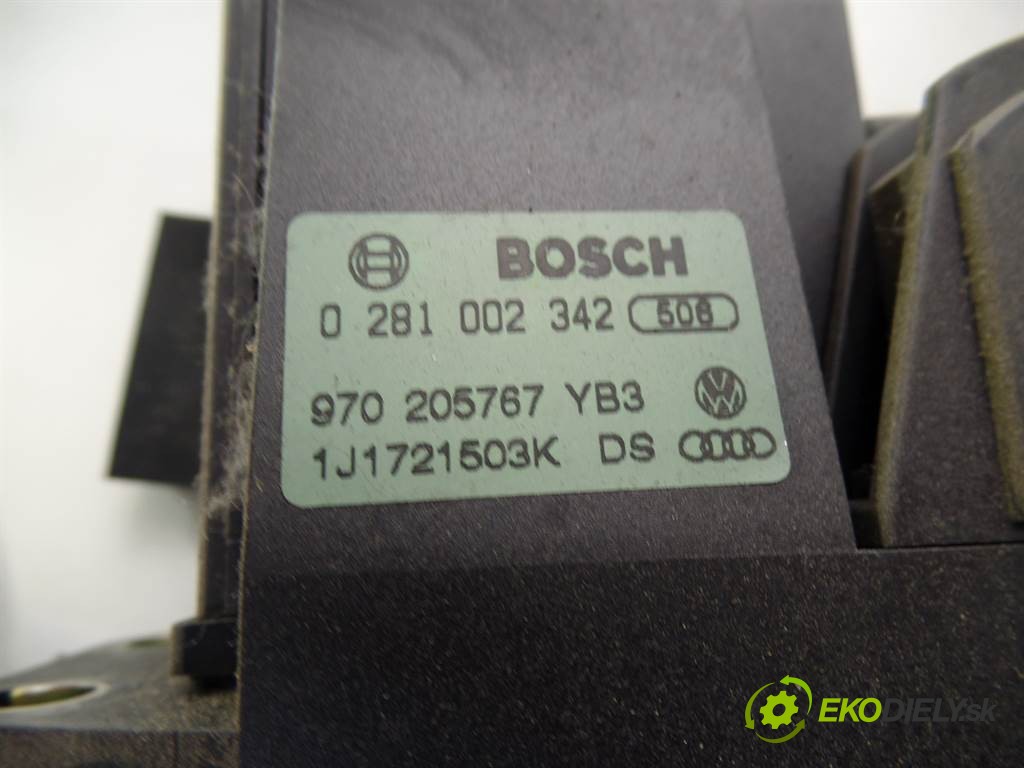 BOSCH
0 281 002 342 506
970 205767 YB3
1J1721503K DS
EKODIELY.sk